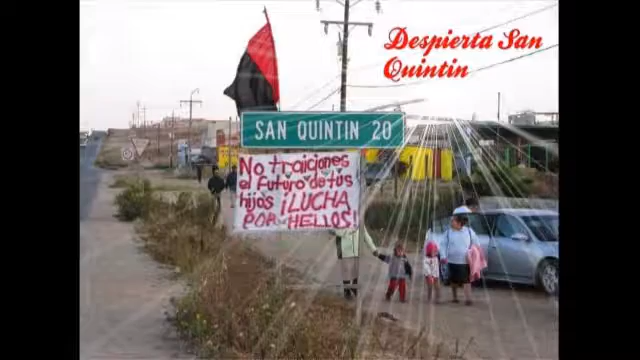 Despierta San
Quintin
SAN QUINTIN 20
No traiciones
el futuro de tus
hijos ¡LUCHA
POR HELLOS!